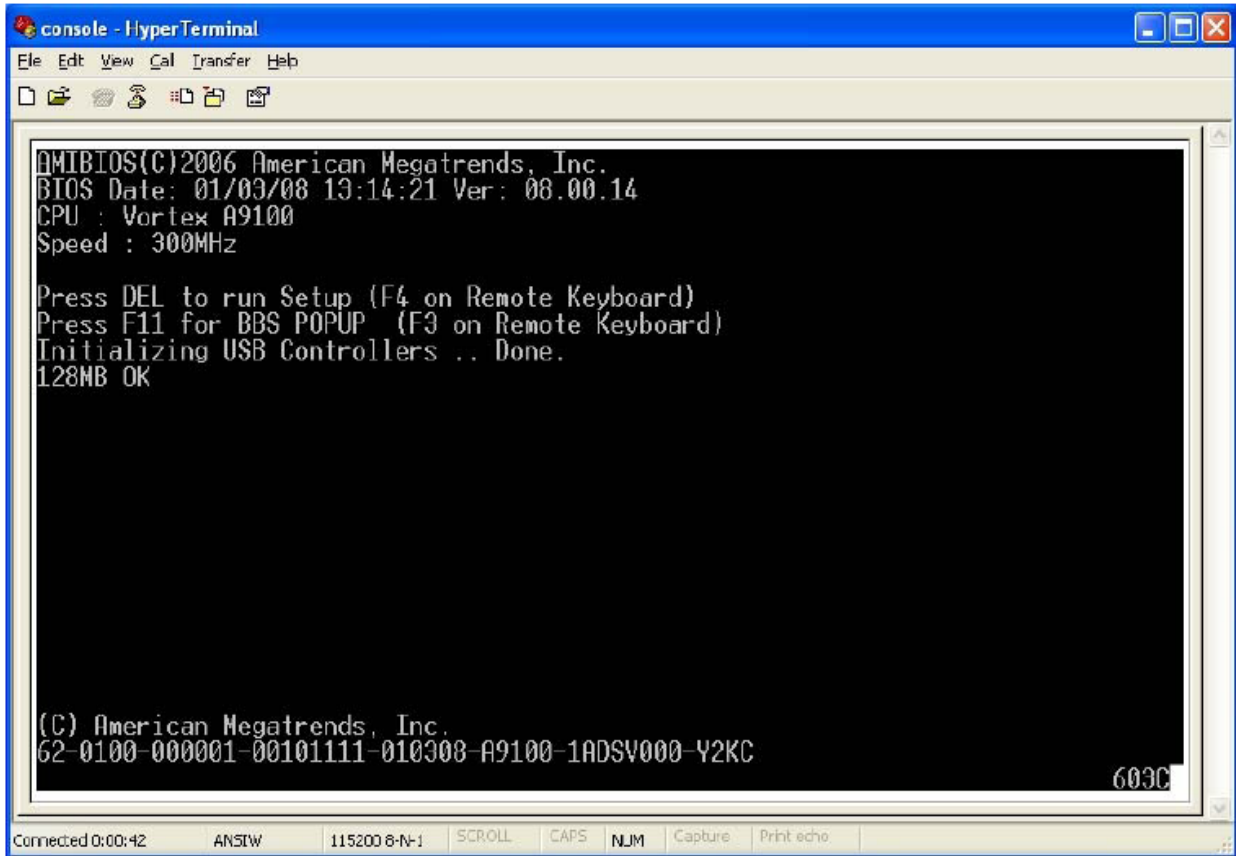 console - HyperTerminal
File Edit View Call Transfer Help
AMIBIOS(C)2006 American Megatrends, Inc.
BIOS Date: 01/03/08 13:14:21 Ver: 08.00.14
CPU : Vortex A9100
Speed : 300MHz
Press DEL to run Setup (F4 on Remote Keyboard)
Press F11 for BBS POPUP (F3 on Remote Keyboard)
Initializing USB Controllers .. Done.
128MB OK
(C) American Megatrends, Inc.
62-0100-000001-00101111-010308-A9100-1ADSV000-Y2KC
603C
Connected 0:00:42 ANSIW 115200 8-N-1 SCROLL CAPS NUM Capture Print echo